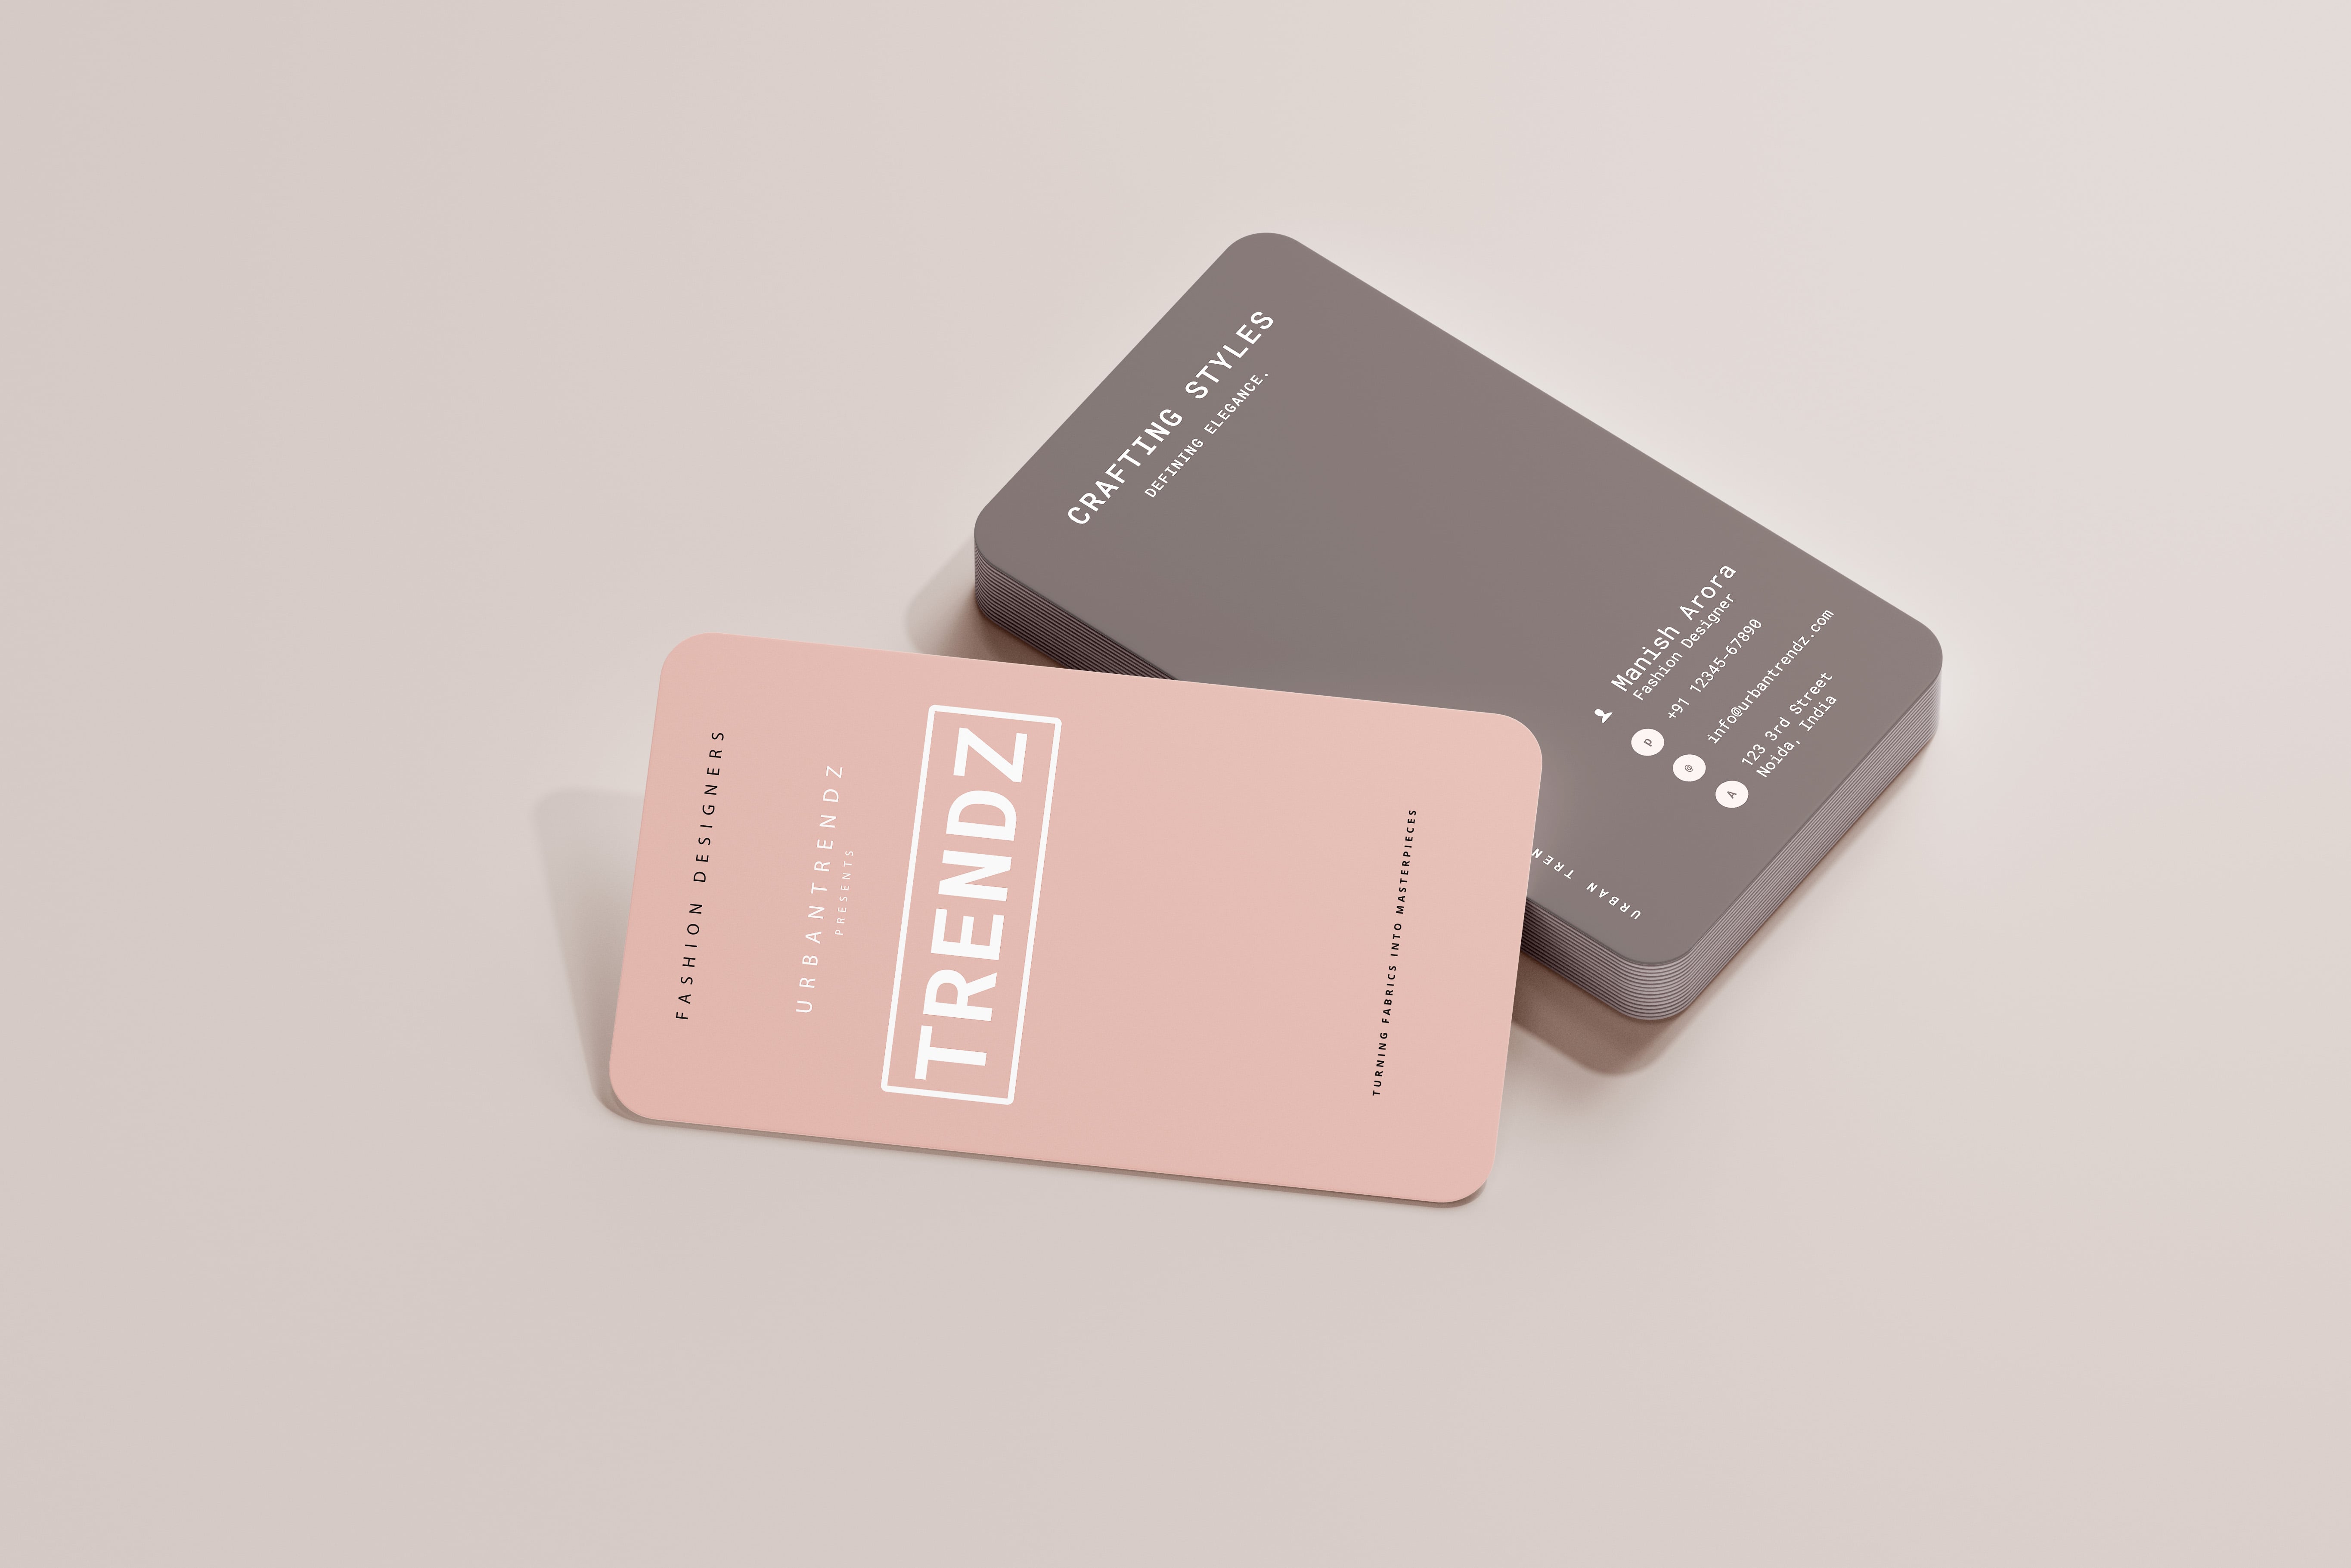 FASHION DESIGNERS
URBANTRENDZ
PRESENTS
TRENDZ
TURNING FABRICS INTO MASTERPIECES
CRAFTING STYLES
DEFINING ELEGANCE.
Manish Arora
Fashion Designer
P
+91 12345-67890
@
info@urbantrendz.com
A
123 3rd Street
Noida, India
URBAN TREN